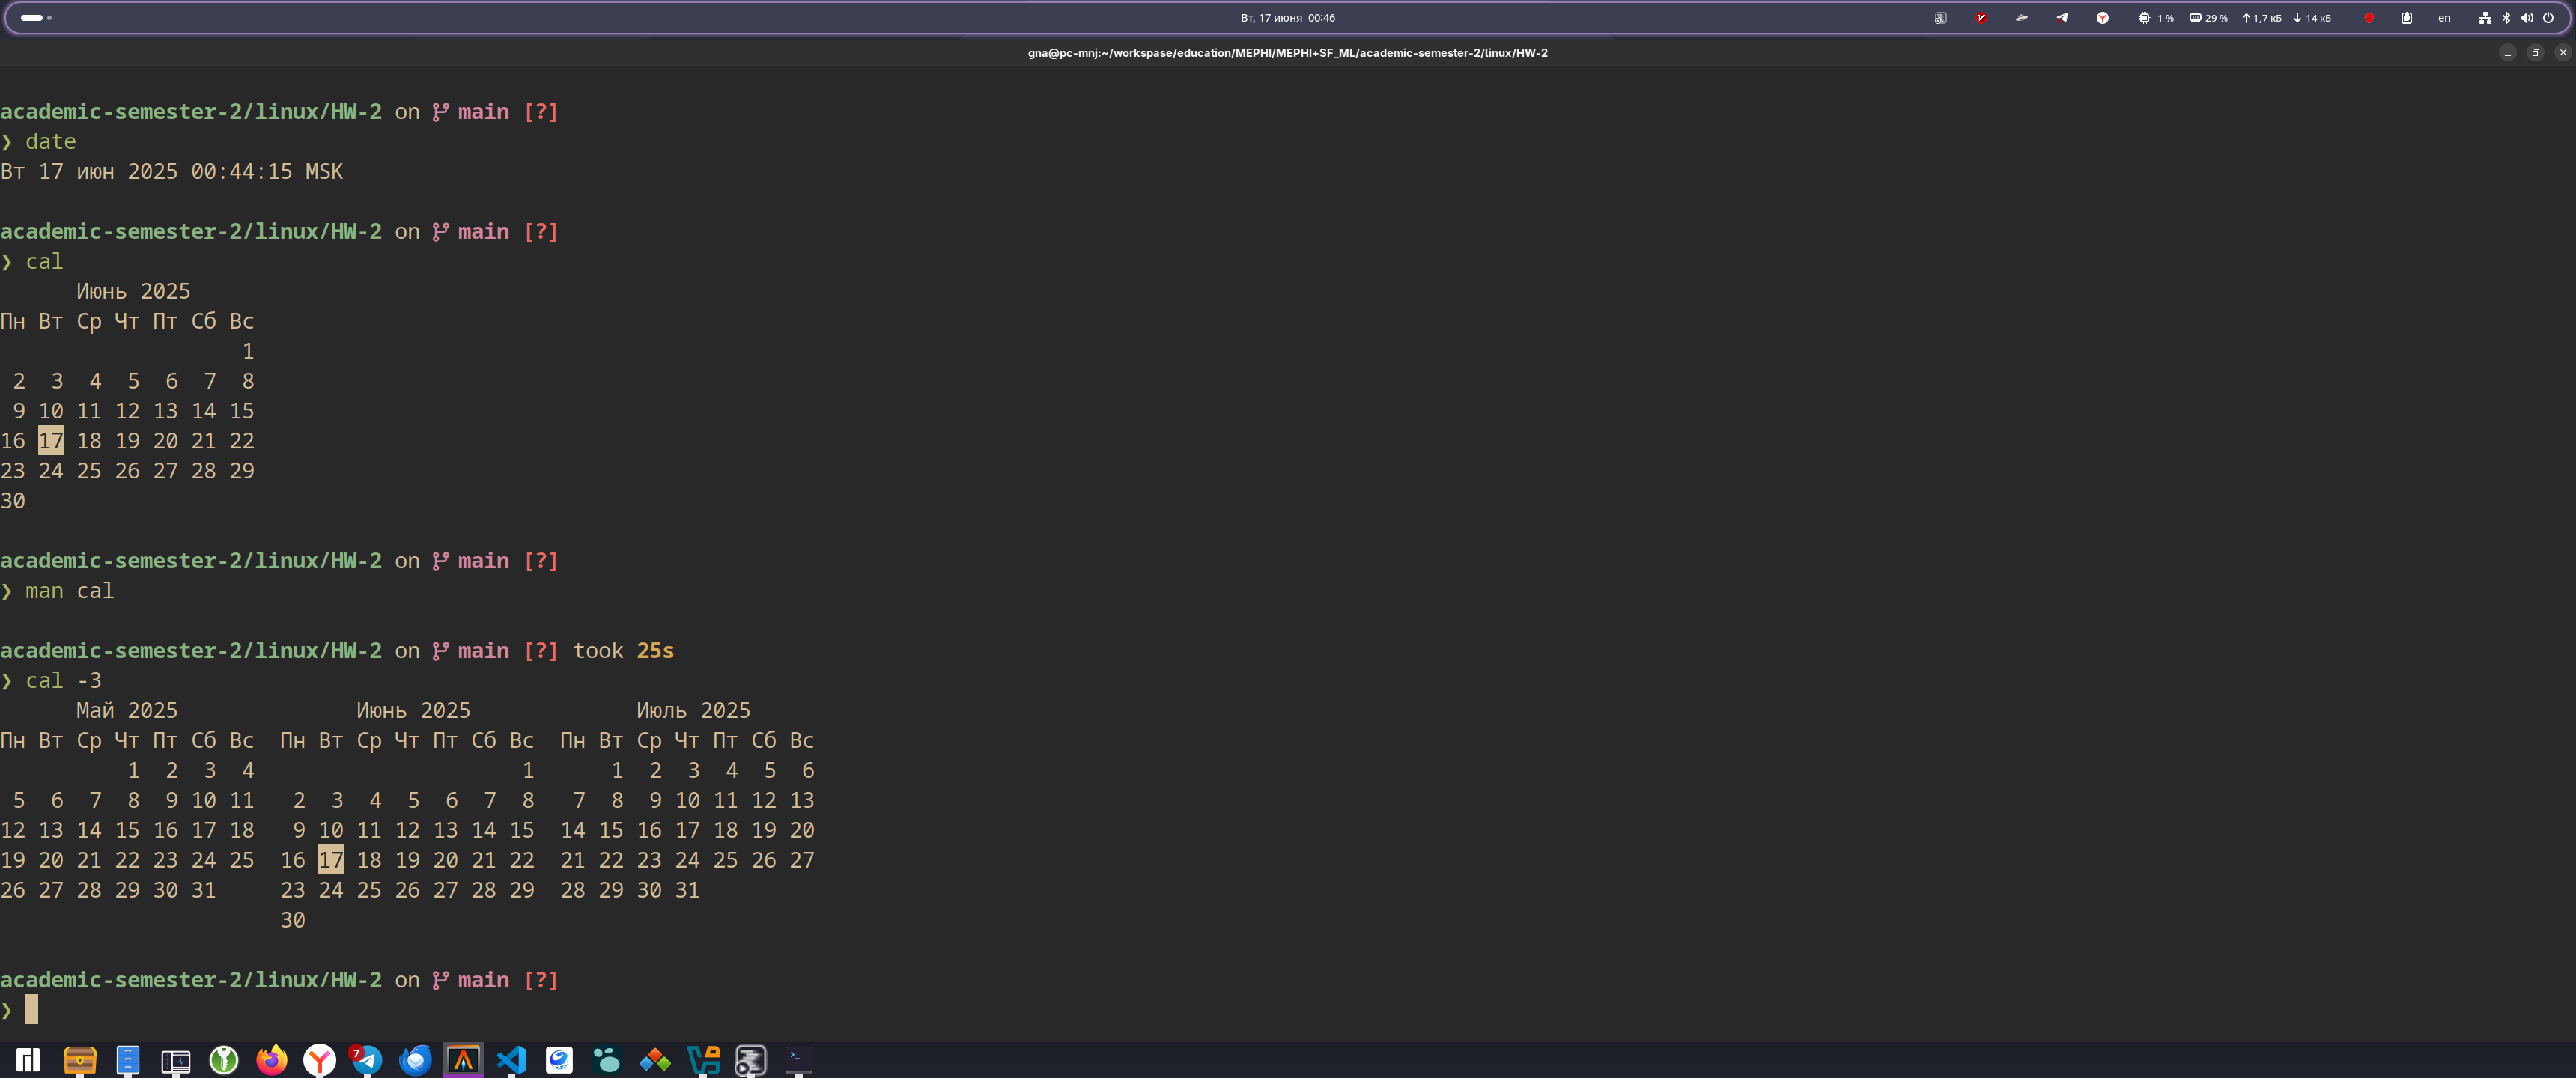 Вт, 17 июня 00:46
1 % 29 % 1,7 кБ 14 кБ en
gna@pc-mnj:~/workspase/education/MEPHI/MEPHI+SF_ML/academic-semester-2/linux/HW-2
academic-semester-2/linux/HW-2 on main [?]
❯ date
Вт 17 июн 2025 00:44:15 MSK
academic-semester-2/linux/HW-2 on main [?]
❯ cal
Июнь 2025
Пн Вт Ср Чт Пт Сб Вс
1
2 3 4 5 6 7 8
9 10 11 12 13 14 15
16 17 18 19 20 21 22
23 24 25 26 27 28 29
30
academic-semester-2/linux/HW-2 on main [?]
❯ man cal
academic-semester-2/linux/HW-2 on main [?] took 25s
❯ cal -3
Май 2025 Июнь 2025 Июль 2025
Пн Вт Ср Чт Пт Сб Вс Пн Вт Ср Чт Пт Сб Вс Пн Вт Ср Чт Пт Сб Вс
1 2 3 4 1 1 2 3 4 5 6
5 6 7 8 9 10 11 2 3 4 5 6 7 8 7 8 9 10 11 12 13
12 13 14 15 16 17 18 9 10 11 12 13 14 15 14 15 16 17 18 19 20
19 20 21 22 23 24 25 16 17 18 19 20 21 22 21 22 23 24 25 26 27
26 27 28 29 30 31 23 24 25 26 27 28 29 28 29 30 31
30
academic-semester-2/linux/HW-2 on main [?]
❯
7